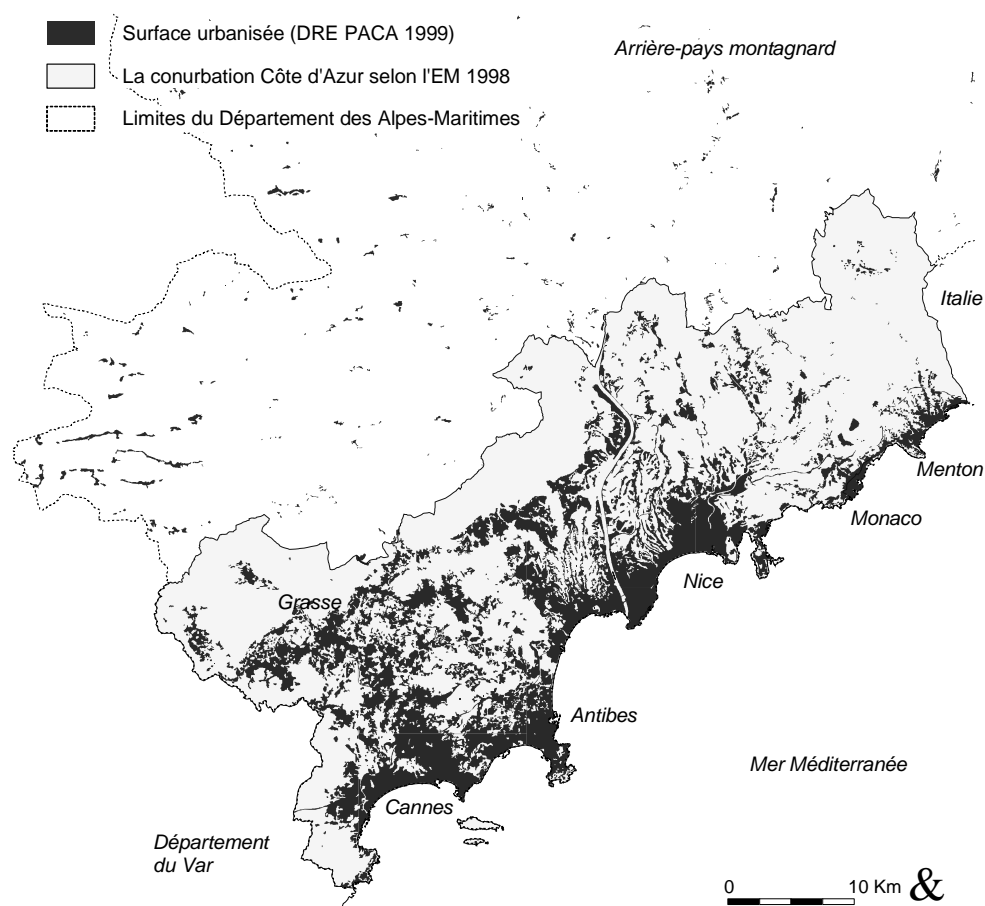 Surface urbanisée (DRE PACA 1999)
Arrière-pays montagnard
La conurbation Côte d'Azur selon l'EM 1998
Limites du Département des Alpes-Maritimes
Italie
Menton
Monaco
Nice
Grasse
Antibes
Mer Méditerranée
Cannes
Département
du Var
0 10 Km &